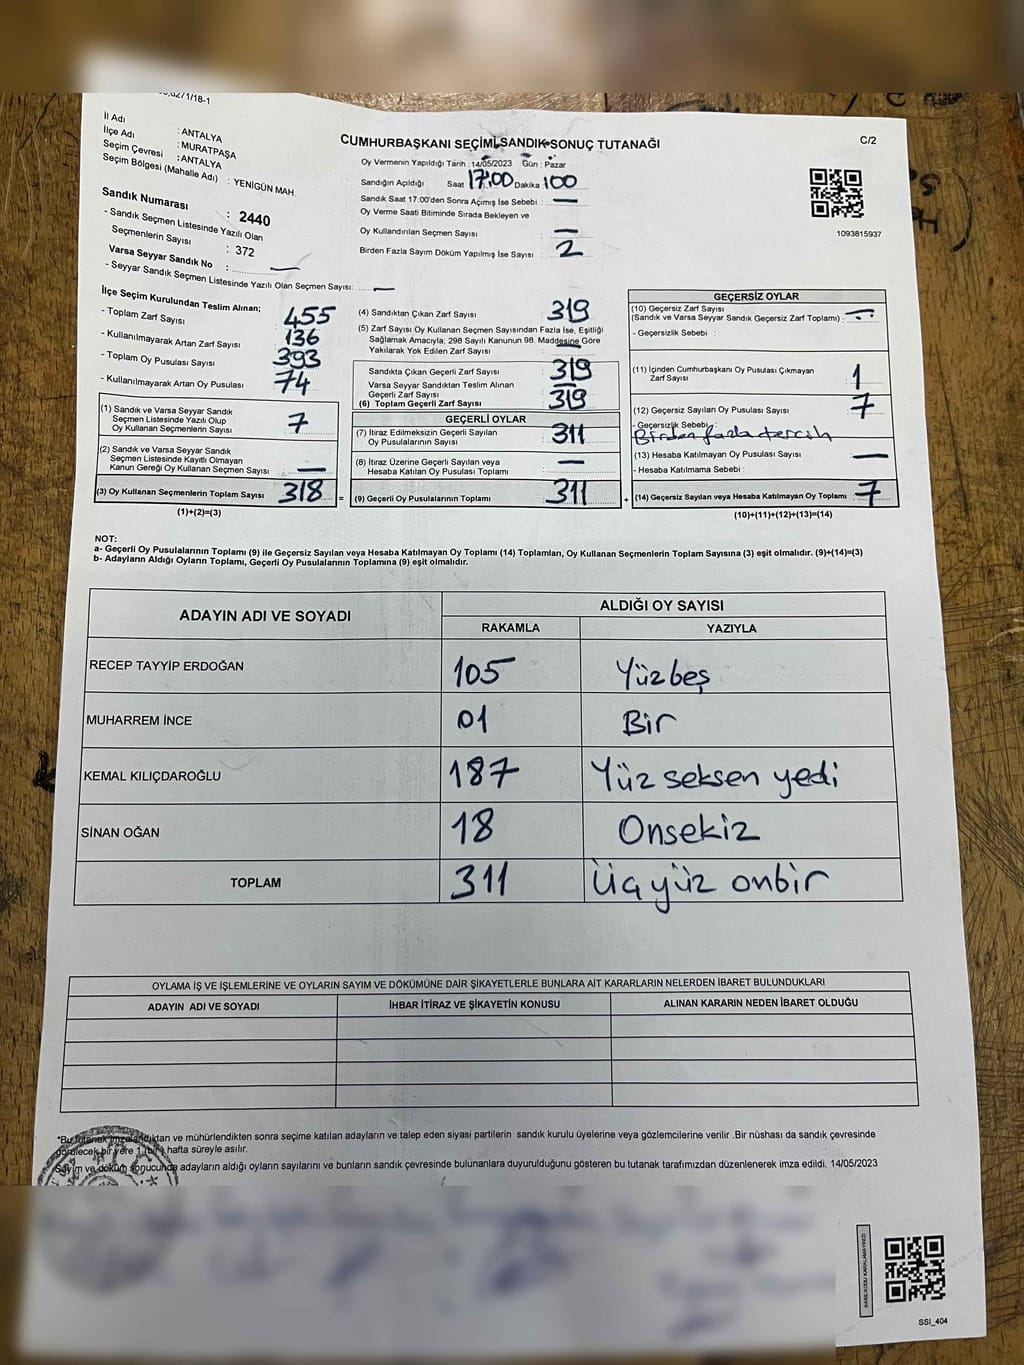 1/18-1
İl Adı : ANTALYA
İlçe Adı : MURATPAŞA
Seçim Çevresi : ANTALYA
Seçim Bölgesi (Mahalle Adı) : YENİGÜN MAH.
Sandık Numarası : 2440
- Sandık Seçmen Listesinde Yazılı Olan
Seçmenlerin Sayısı : 372
Varsa Seyyar Sandık No : —
- Seyyar Sandık Seçmen Listesinde Yazılı Olan Seçmen Sayısı: —
CUMHURBAŞKANI SEÇİMİ SANDIK SONUÇ TUTANAĞI
C/2
Oy Vermenin Yapıldığı Tarih : 14/05/2023 Gün : Pazar
Sandığın Açıldığı Saat 17:00 Dakika : 100
Sandık Saat 17.00'den Sonra Açımış İse Sebebi : —
Oy Verme Saati Bitiminde Sırada Bekleyen ve
Oy Kullandırılan Seçmen Sayısı —
Birden Fazla Sayım Döküm Yapılmış İse Sayısı : 2
1093815937
İlçe Seçim Kurulundan Teslim Alınan;
- Toplam Zarf Sayısı : 455
- Kullanılmayarak Artan Zarf Sayısı : 136
- Toplam Oy Pusulası Sayısı : 393
- Kullanılmayarak Artan Oy Pusulası : 74
(1) Sandık ve Varsa Seyyar Sandık
Seçmen Listesinde Yazılı Olup
Oy Kullanan Seçmenlerin Sayısı : 7
(2) Sandık ve Varsa Seyyar Sandık
Seçmen Listesinde Kayıtlı Olmayan
Kanun Gereği Oy Kullanan Seçmen Sayısı : —
(3) Oy Kullanan Seçmenlerin Toplam Sayısı : 318 =
(1)+(2)=(3)
(4) Sandıktan Çıkan Zarf Sayısı : 319
(5) Zarf Sayısı Oy Kullanan Seçmen Sayısından Fazla İse, Eşitliği
Sağlamak Amacıyla; 298 Sayılı Kanunun 98. Maddesine Göre
Yakılarak Yok Edilen Zarf Sayısı : —
Sandıkta Çıkan Geçerli Zarf Sayısı : 319
Varsa Seyyar Sandıktan Teslim Alınan
Geçerli Zarf Sayısı : —
(6) Toplam Geçerli Zarf Sayısı : 319
GEÇERLİ OYLAR
(7) İtiraz Edilmeksizin Geçerli Sayılan
Oy Pusulalarının Sayısı : 311
(8) İtiraz Üzerine Geçerli Sayılan veya
Hesaba Katılan Oy Pusulası Toplamı : —
(9) Geçerli Oy Pusulalarının Toplamı : 311 +
GEÇERSİZ OYLAR
(10) Geçersiz Zarf Sayısı
(Sandık ve Varsa Seyyar Sandık Geçersiz Zarf Toplamı) : —
- Geçersizlik Sebebi :
(11) İçinden Cumhurbaşkanı Oy Pusulası Çıkmayan
Zarf Sayısı : 1
(12) Geçersiz Sayılan Oy Pusulası Sayısı : 7
- Geçersizlik Sebebi :
Birden fazla tercih
(13) Hesaba Katılmayan Oy Pusulası Sayısı : —
- Hesaba Katılmama Sebebi :
(14) Geçersiz Sayılan veya Hesaba Katılmayan Oy Toplamı : 7
(10)+(11)+(12)+(13)=(14)
NOT:
a- Geçerli Oy Pusulalarının Toplamı (9) ile Geçersiz Sayılan veya Hesaba Katılmayan Oy Toplamı (14) Toplamları, Oy Kullanan Seçmenlerin Toplam Sayısına (3) eşit olmalıdır. (9)+(14)=(3)
b- Adayların Aldığı Oyların Toplamı, Geçerli Oy Pusulalarının Toplamına (9) eşit olmalıdır.
ADAYIN ADI VE SOYADI
ALDIĞI OY SAYISI
RAKAMLA YAZIYLA
RECEP TAYYİP ERDOĞAN 105 Yüzbeş
MUHARREM İNCE 01 Bir
KEMAL KILIÇDAROĞLU 187 Yüz seksen yedi
SİNAN OĞAN 18 Onsekiz
TOPLAM 311 Üçyüz onbir
OYLAMA İŞ VE İŞLEMLERİNE VE OYLARIN SAYIM VE DÖKÜMÜNE DAİR ŞİKAYETLERLE BUNLARA AİT KARARLARIN NELERDEN İBARET BULUNDUKLARI
ADAYIN ADI VE SOYADI İHBAR İTİRAZ VE ŞİKAYETİN KONUSU ALINAN KARARIN NEDEN İBARET OLDUĞU
*Bu tutanak imzalandıktan ve mühürlendikten sonra seçime katılan adayların ve talep eden siyasi partilerin sandık kurulu üyelerine veya gözlemcilerine verilir .Bir nüshası da sandık çevresinde
görülecek bir yere 1 (bir) hafta süreyle asılır.
Sayım ve döküm sonucunda adayların aldığı oyların sayılarını ve bunların sandık çevresinde bulunanlara duyurulduğunu gösteren bu tutanak tarafımızdan düzenlenerek imza edildi. 14/05/2023
SSI_404